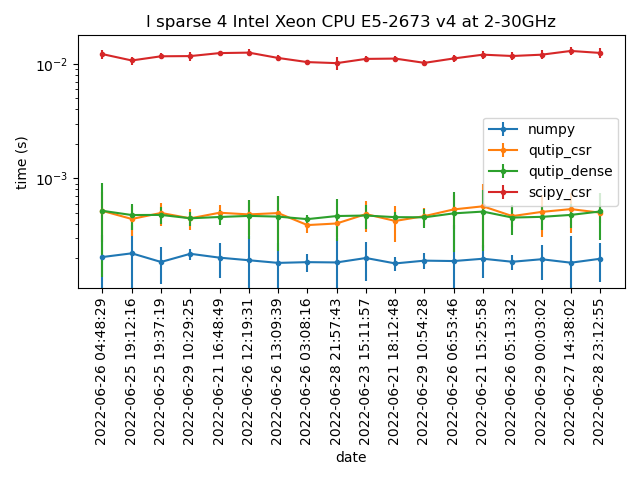 l sparse 4 Intel Xeon CPU E5-2673 v4 at 2-30GHz
time (s)
10⁻²
10⁻³
numpy
qutip_csr
qutip_dense
scipy_csr
2022-06-26 04:48:29
2022-06-25 19:12:16
2022-06-25 19:37:19
2022-06-29 10:29:25
2022-06-21 16:48:49
2022-06-26 12:19:31
2022-06-26 13:09:39
2022-06-26 03:08:16
2022-06-28 21:57:43
2022-06-23 15:11:57
2022-06-21 18:12:48
2022-06-29 10:54:28
2022-06-26 06:53:46
2022-06-21 15:25:58
2022-06-26 05:13:32
2022-06-29 00:03:02
2022-06-27 14:38:02
2022-06-28 23:12:55
date